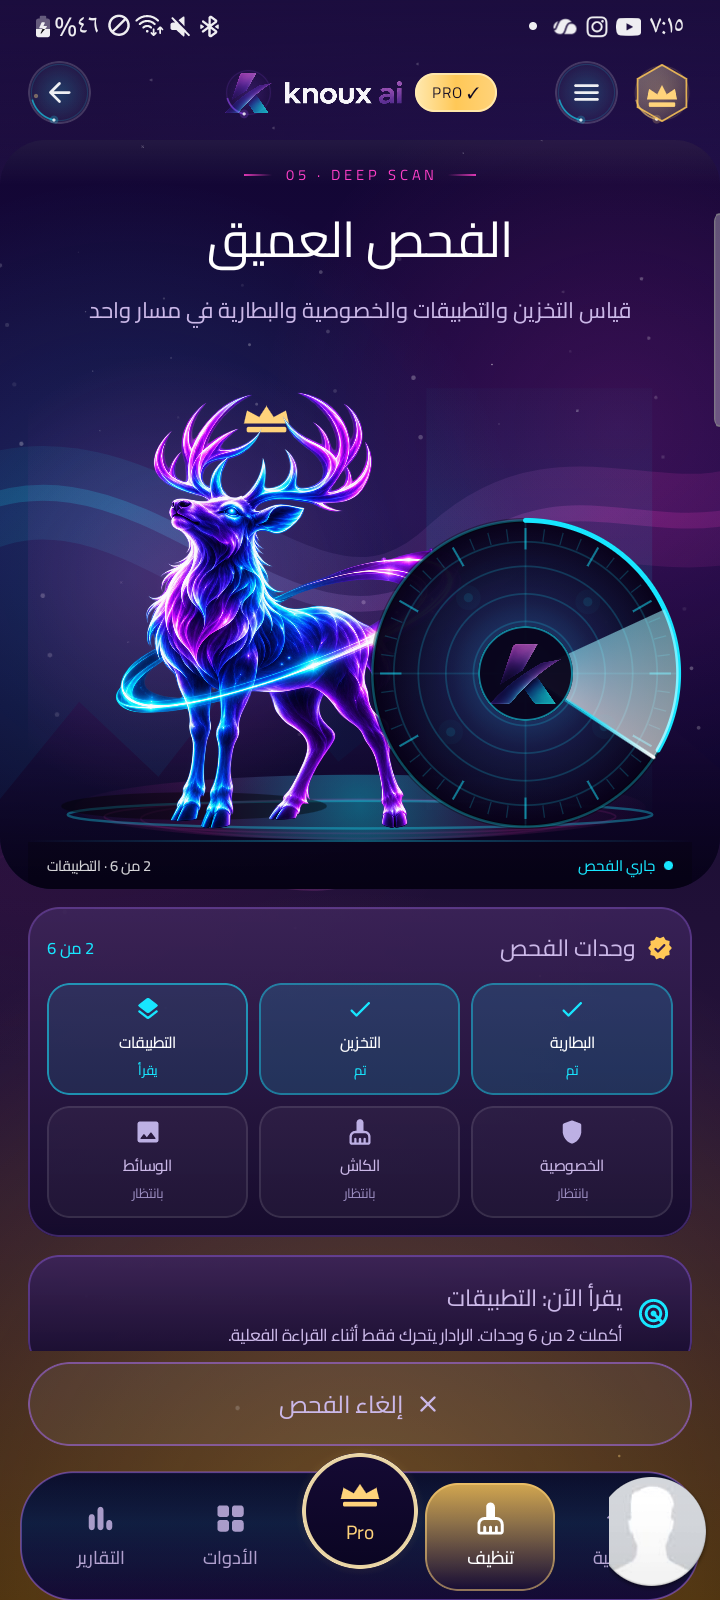 ٧:١٥
%٤٦
knoux ai
PRO ✓
05 · DEEP SCAN
الفحص العميق
قياس التخزين والتطبيقات والخصوصية والبطارية في مسار واحد
جاري الفحص
2 من 6 · التطبيقات
وحدات الفحص
2 من 6
البطارية
تم
التخزين
تم
التطبيقات
يقرأ
الخصوصية
بانتظار
الكاش
بانتظار
الوسائط
بانتظار
يقرأ الآن: التطبيقات
أكملت 2 من 6 وحدات. الرادار يتحرك فقط أثناء القراءة الفعلية.
إلغاء الفحص
تنظيف
Pro
الأدوات
التقارير